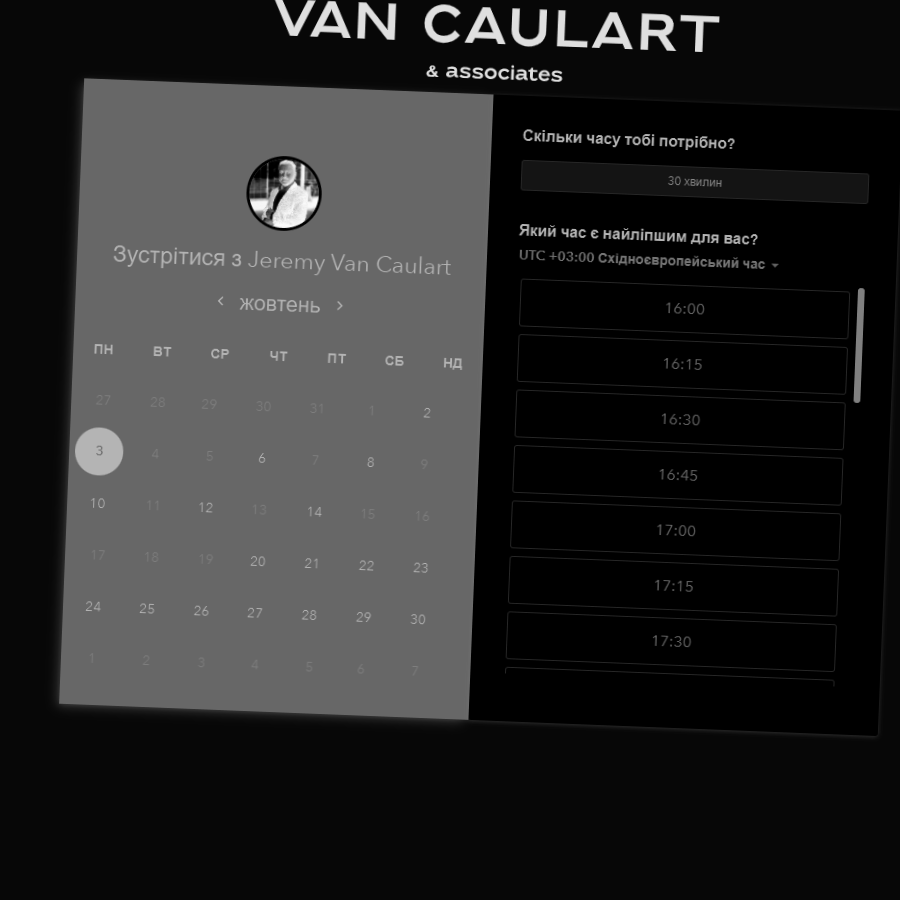 VAN CAULART
& associates
Зустрітися з Jeremy Van Caulart
‹ жовтень ›
ПН ВТ СР ЧТ ПТ СБ НД
27 28 29 30 31 1 2
3 4 5 6 7 8 9
10 11 12 13 14 15 16
17 18 19 20 21 22 23
24 25 26 27 28 29 30
1 2 3 4 5 6 7
Скільки часу тобі потрібно?
30 хвилин
Який час є найліпшим для вас?
UTC +03:00 Східноєвропейський час
16:00
16:15
16:30
16:45
17:00
17:15
17:30